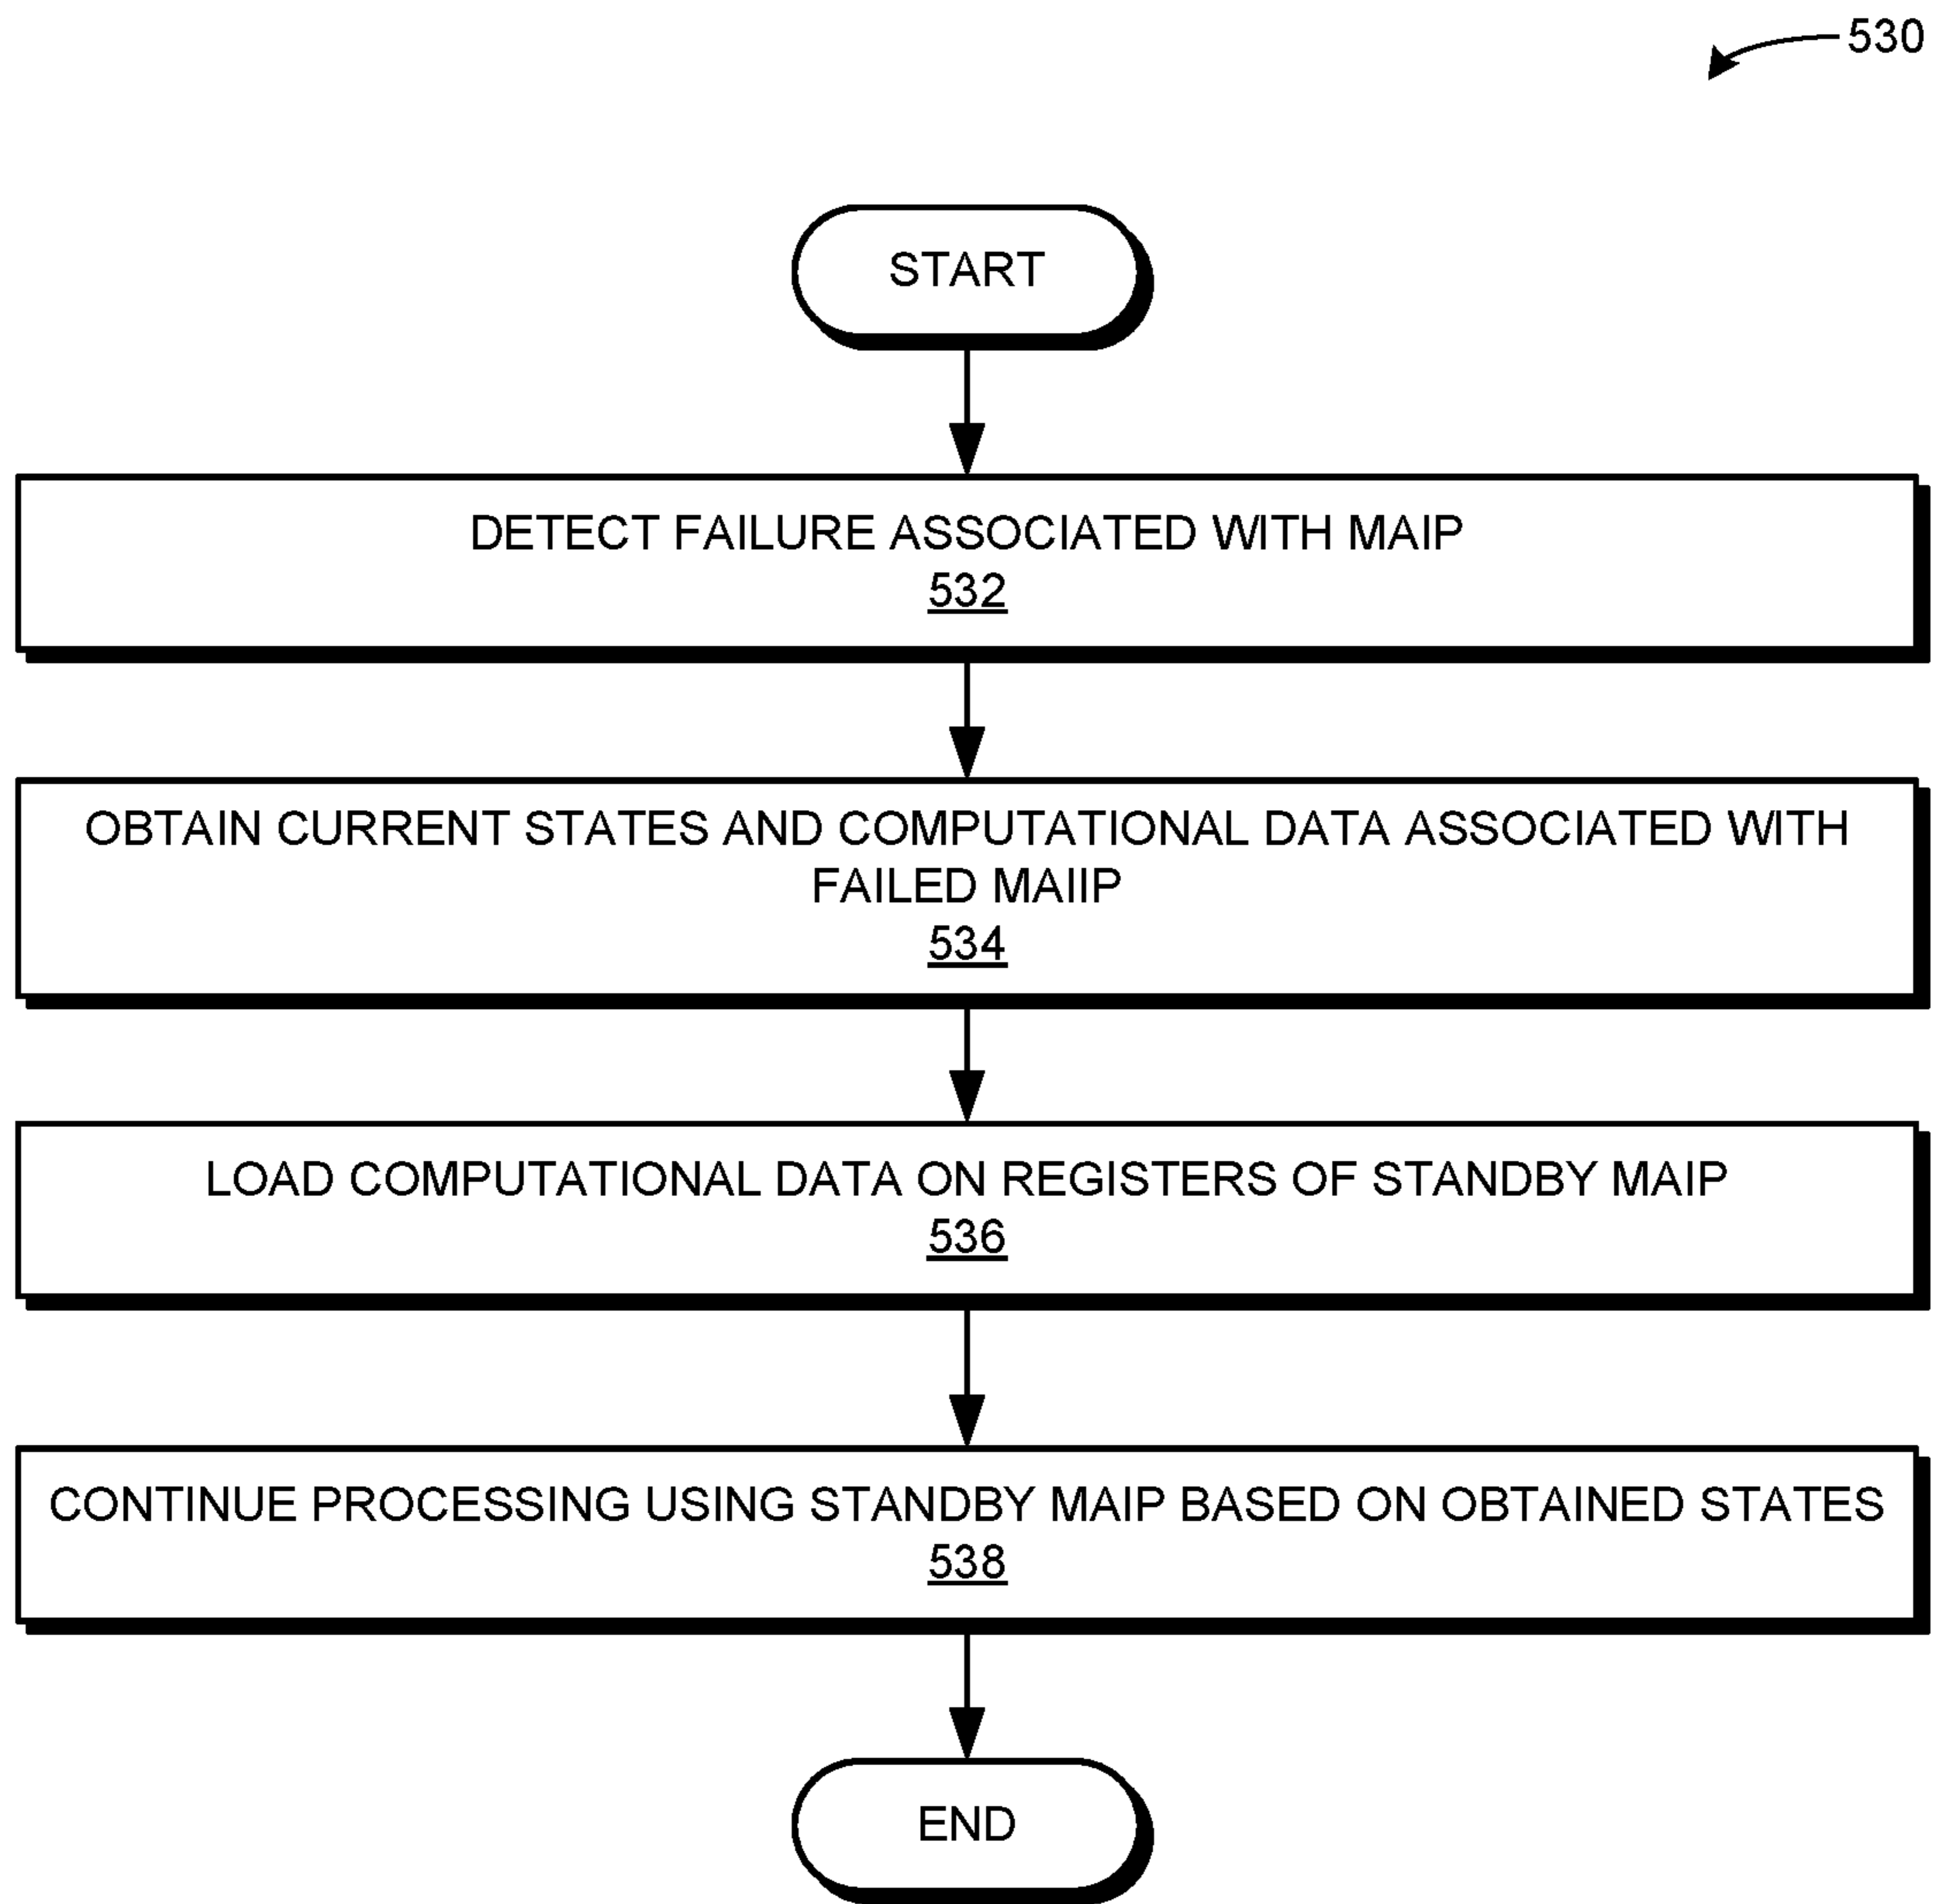 530
START
DETECT FAILURE ASSOCIATED WITH MAIP
532
OBTAIN CURRENT STATES AND COMPUTATIONAL DATA ASSOCIATED WITH
FAILED MAIIP
534
LOAD COMPUTATIONAL DATA ON REGISTERS OF STANDBY MAIP
536
CONTINUE PROCESSING USING STANDBY MAIP BASED ON OBTAINED STATES
538
END